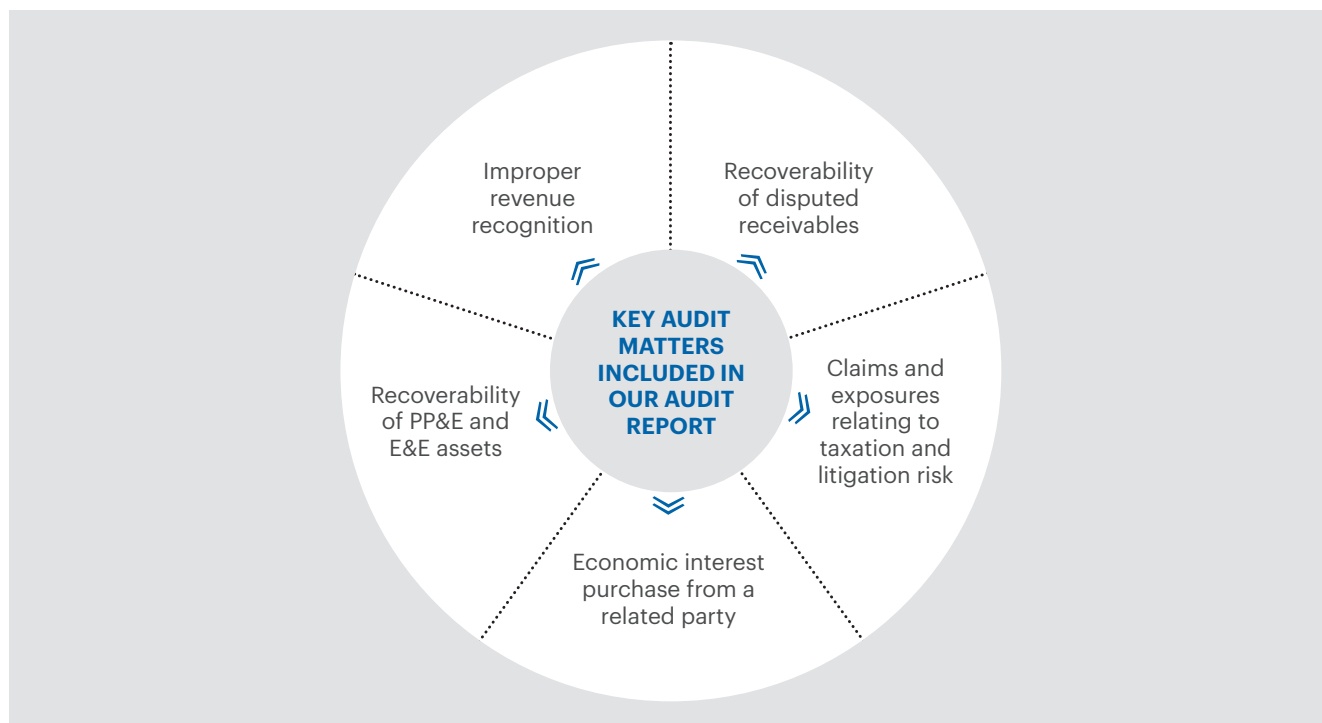 Improper
revenue
recognition
Recoverability
of disputed
receivables
KEY AUDIT
MATTERS
INCLUDED IN
OUR AUDIT
REPORT
Recoverability
of PP&E and
E&E assets
Claims and
exposures
relating to
taxation and
litigation risk
Economic interest
purchase from a
related party